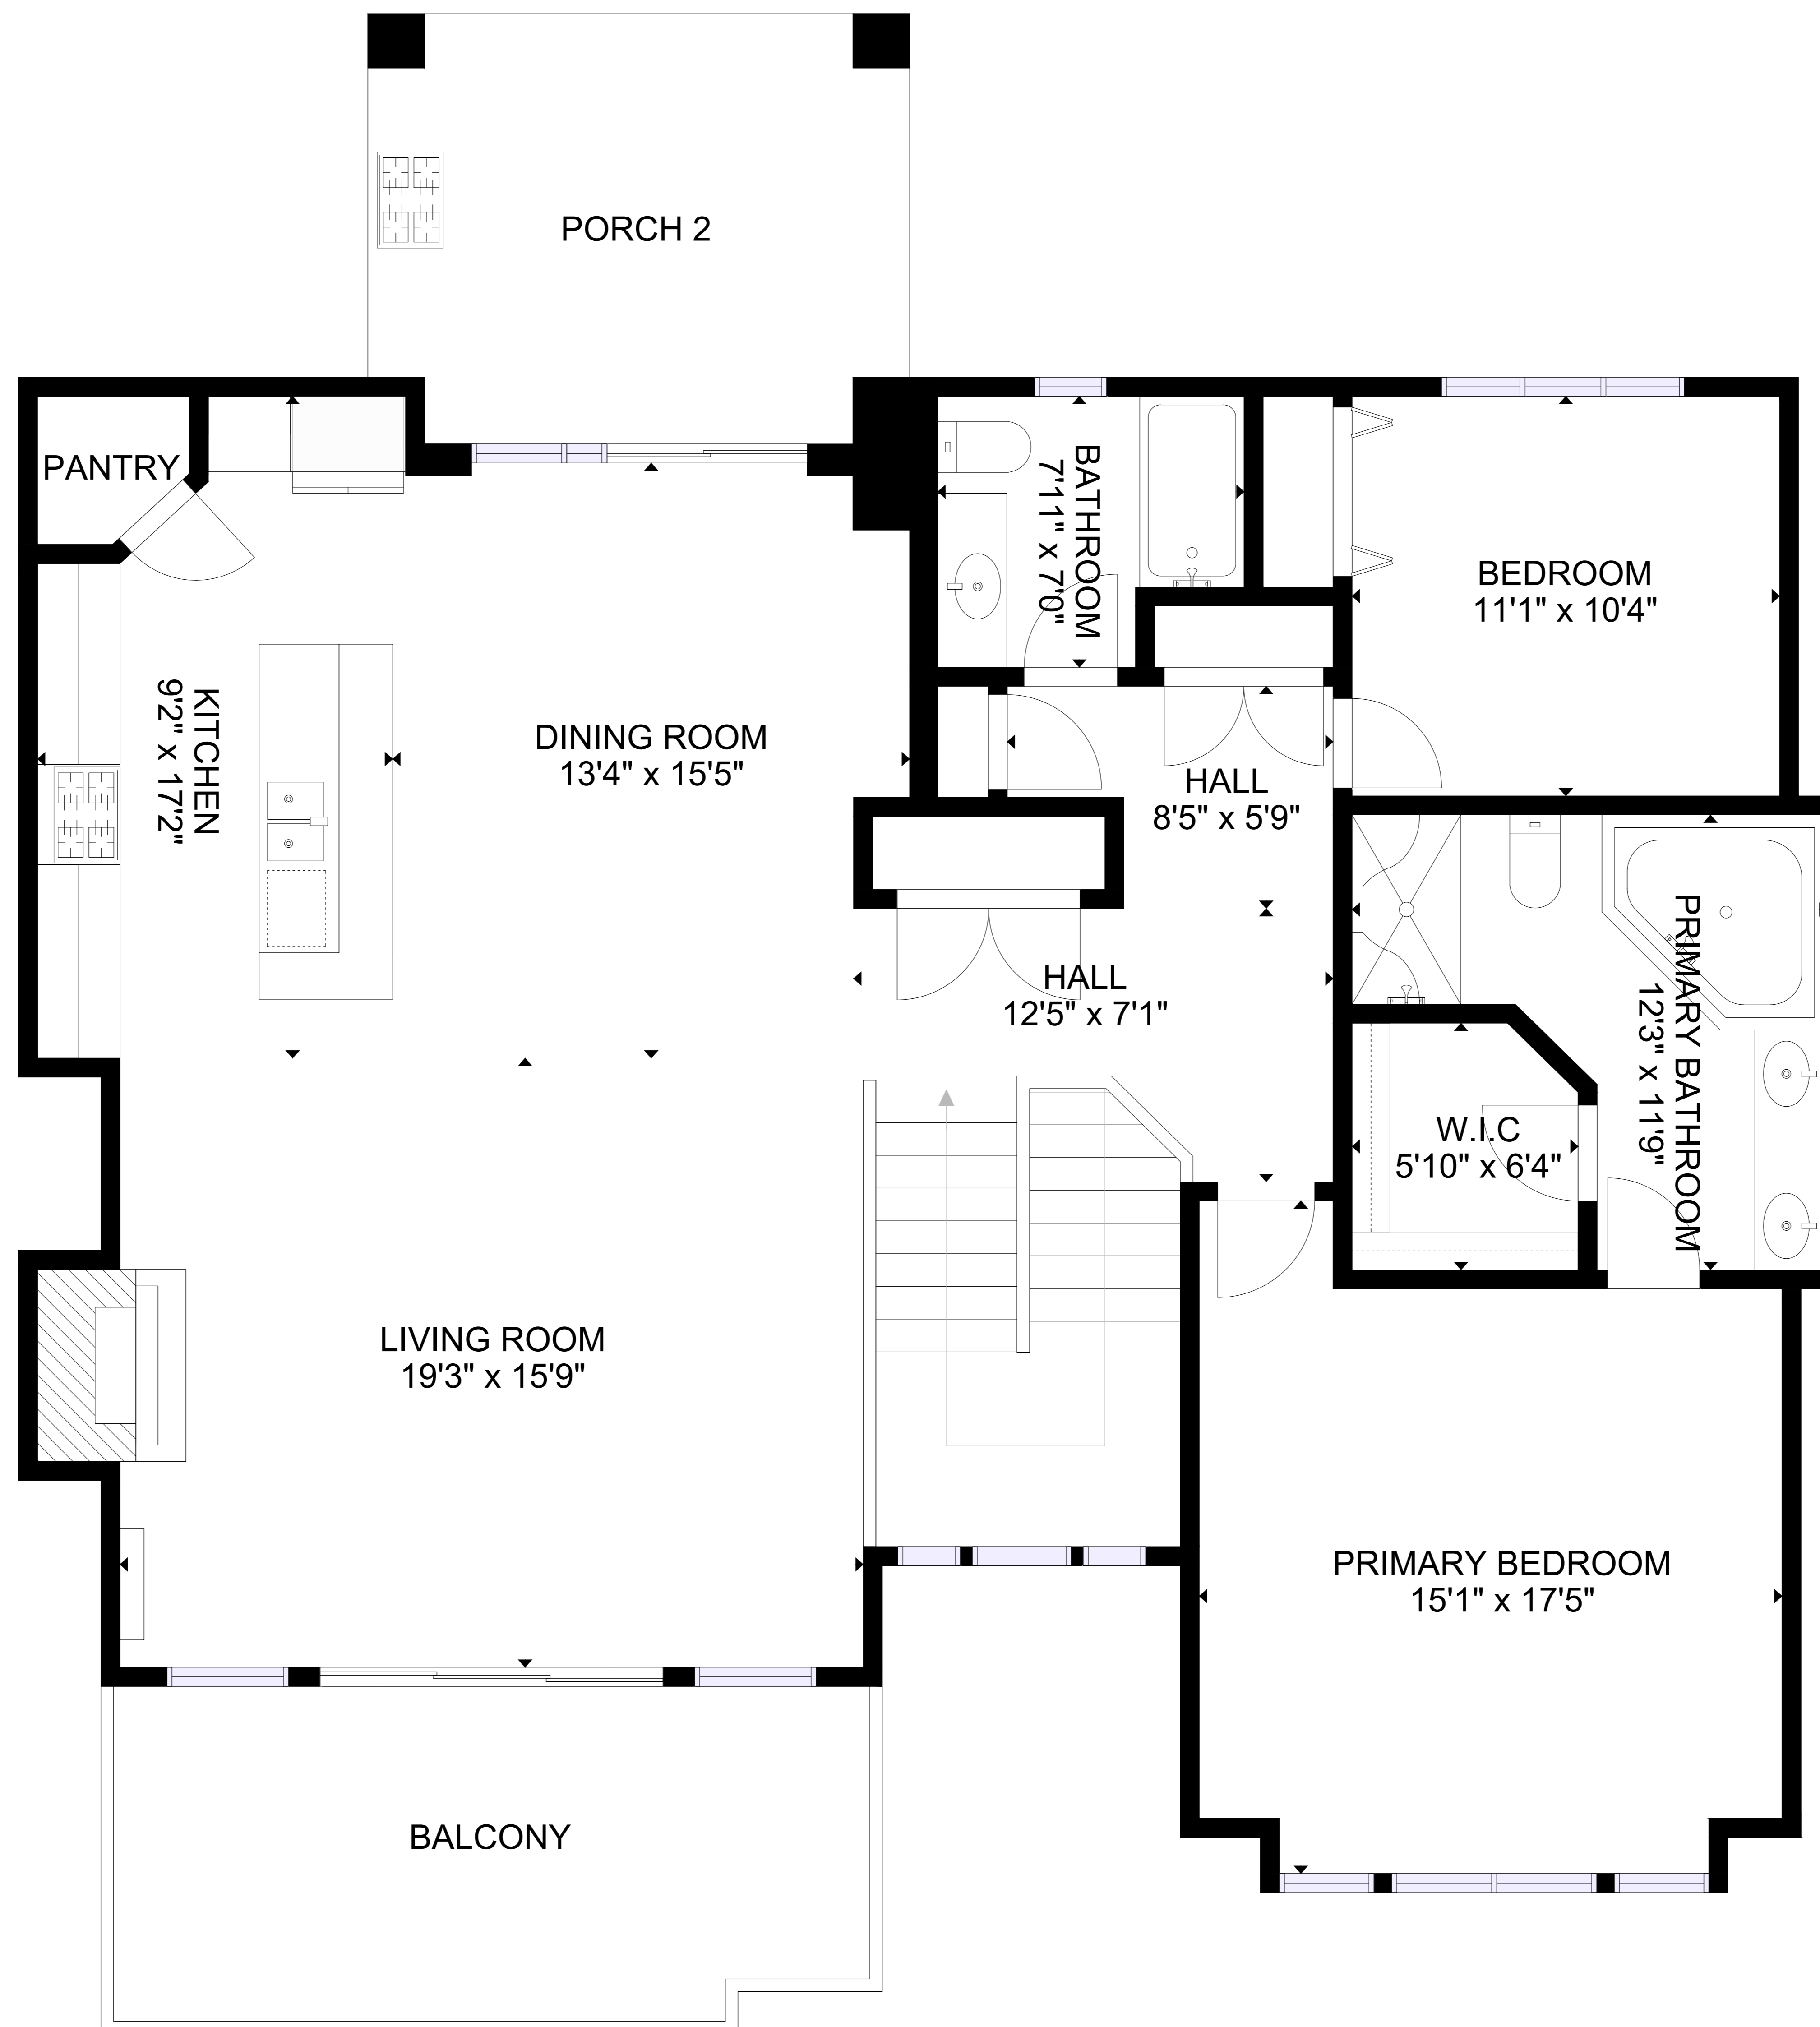 PORCH 2
PANTRY
BATHROOM
7'11" x 7'0"
BEDROOM
11'1" x 10'4"
KITCHEN
9'2" x 17'2"
DINING ROOM
13'4" x 15'5"
HALL
8'5" x 5'9"
HALL
12'5" x 7'1"
PRIMARY BATHROOM
12'3" x 11'9"
W.I.C
5'10" x 6'4"
LIVING ROOM
19'3" x 15'9"
PRIMARY BEDROOM
15'1" x 17'5"
BALCONY